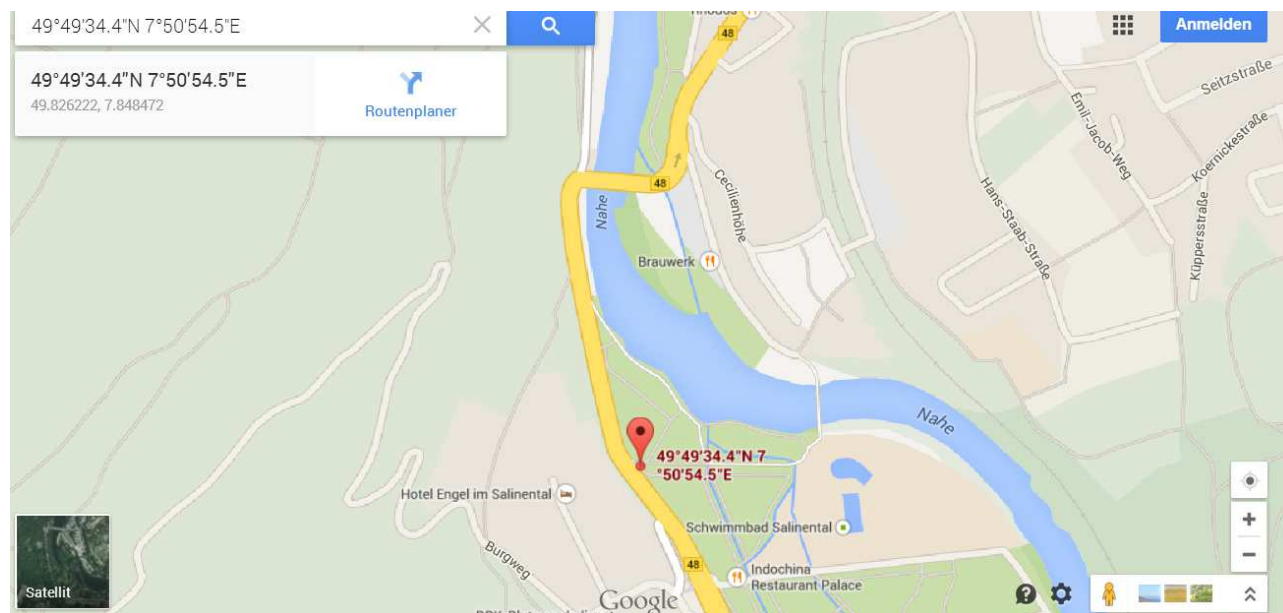 49°49'34.4"N 7°50'54.5"E
49°49'34.4"N 7°50'54.5"E
49.826222, 7.848472
Routenplaner
Rhodos
48
Anmelden
Seitzstraße
Emil-Jacob-Weg
Koernickestraße
Hans-Staab-Straße
Küppersstraße
48
Cecilienhöhe
Nahe
Brauwerk
Nahe
49°49'34.4"N 7
°50'54.5"E
Hotel Engel im Salinental
Schwimmbad Salinental
Burgweg
48
Indochina
Restaurant Palace
Satellit
Google